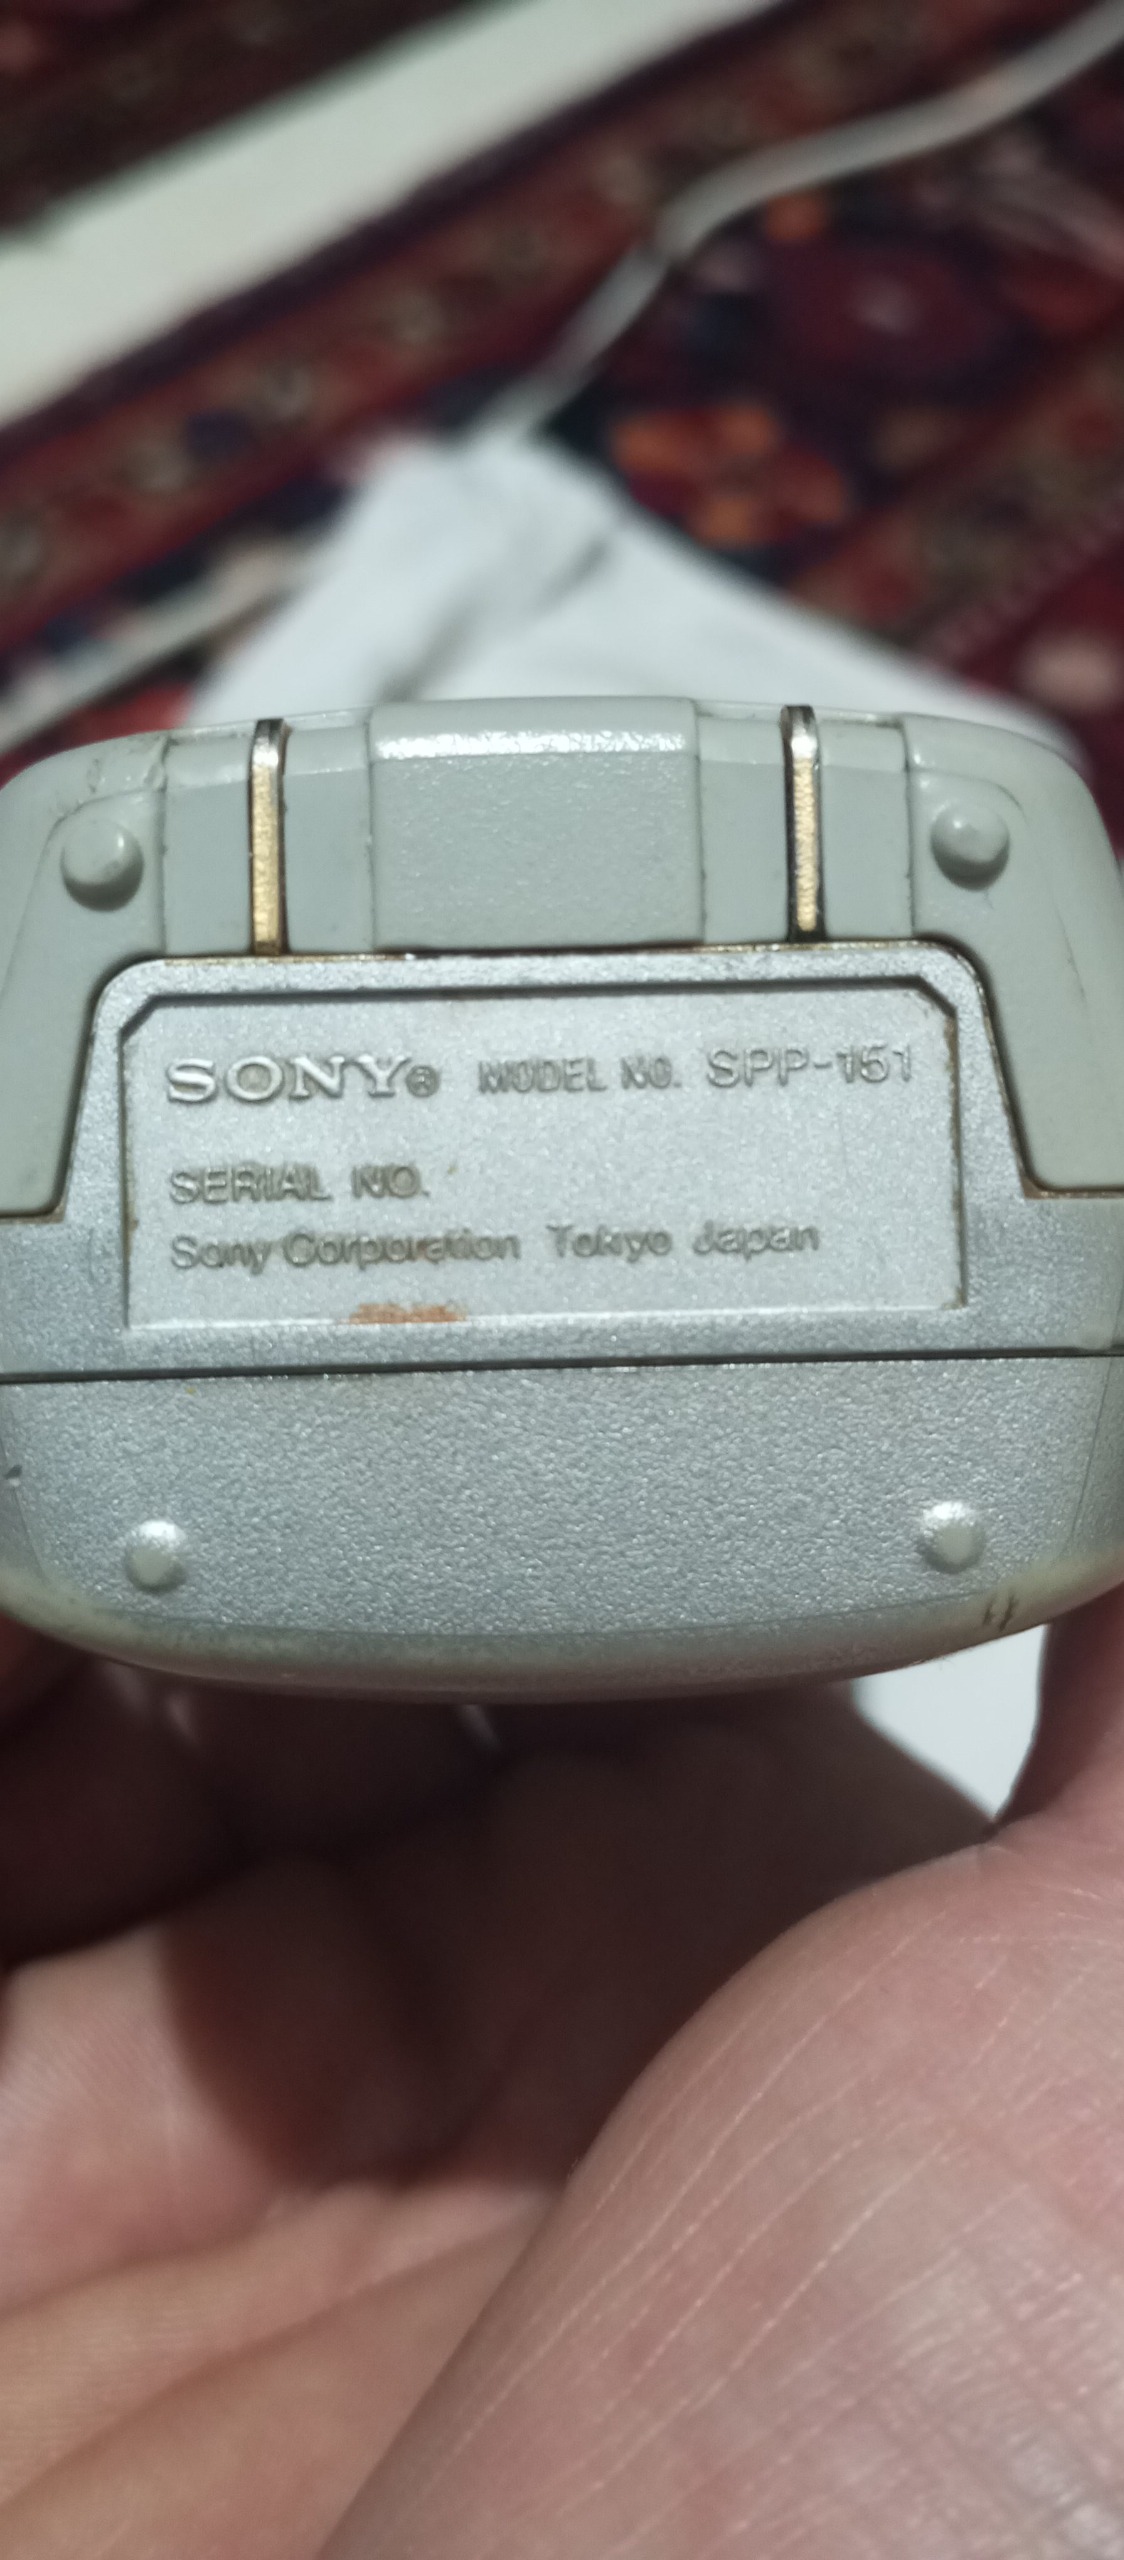 SONY® MODEL NO. SPP-151
SERIAL NO.
Sony Corporation Tokyo Japan